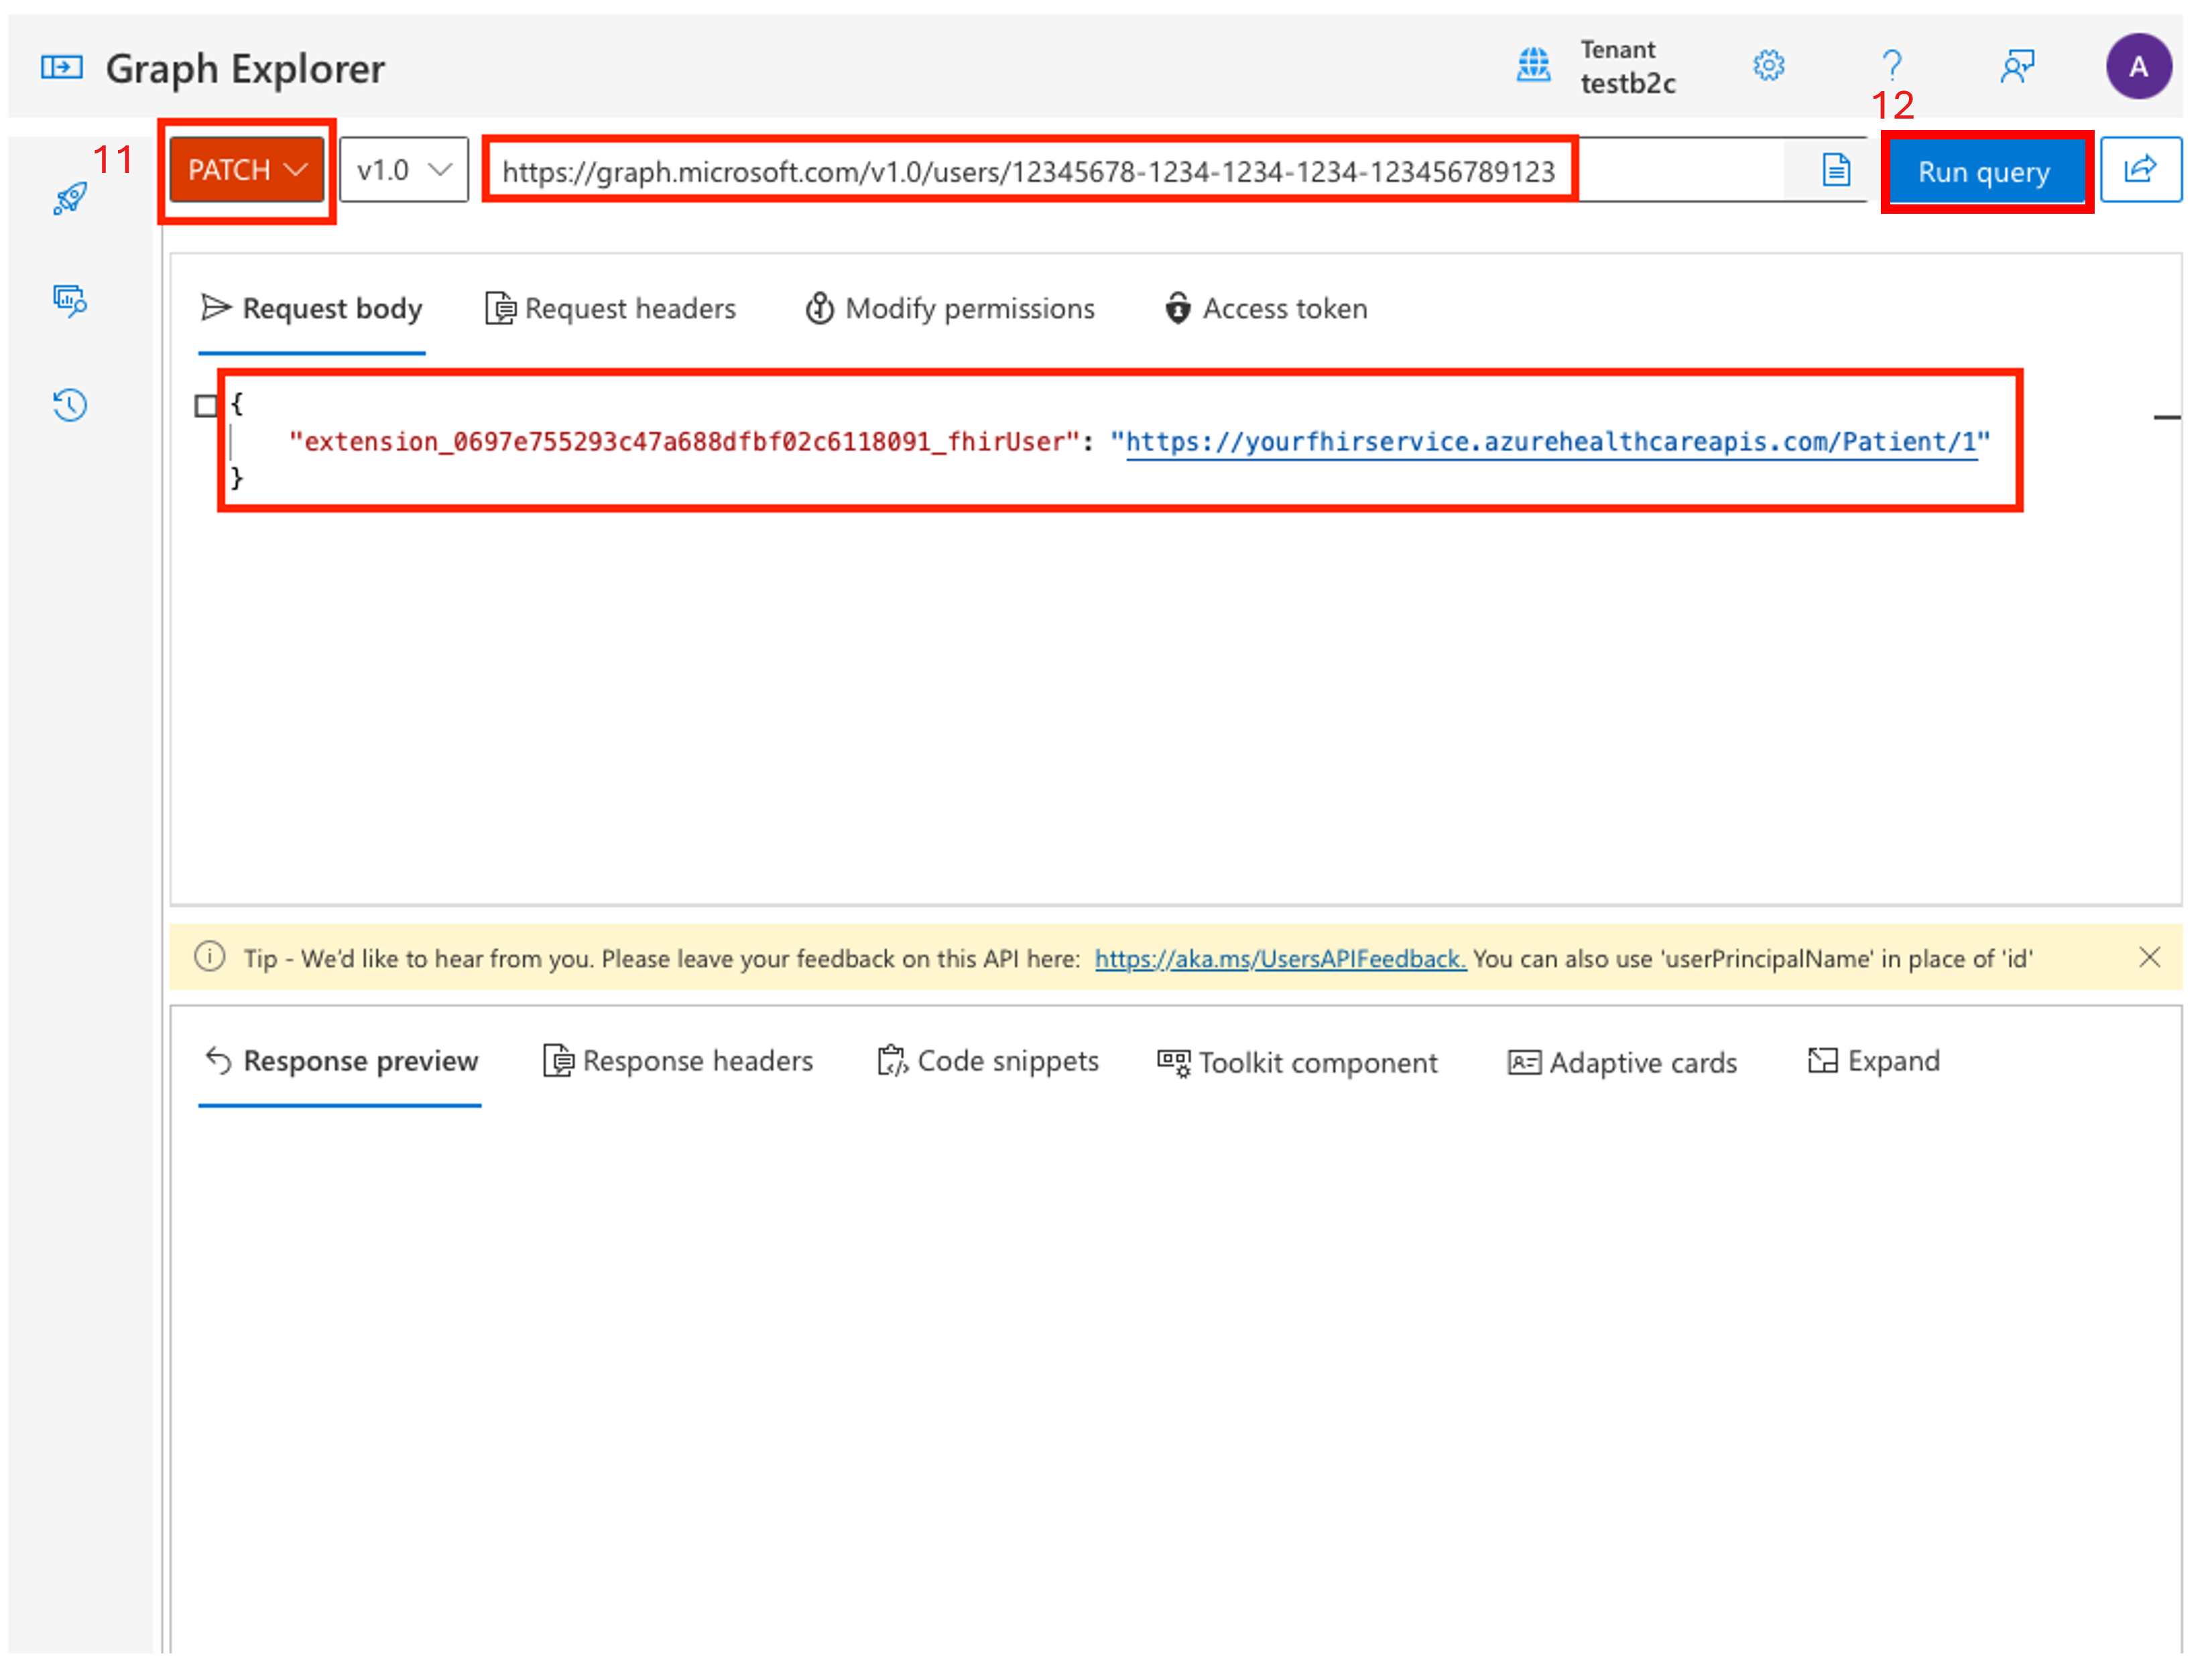 Graph Explorer
Tenant
testb2c
A
11
12
PATCH
v1.0
https://graph.microsoft.com/v1.0/users/12345678-1234-1234-1234-123456789123
Run query
Request body
Request headers
Modify permissions
Access token
{
"extension_0697e755293c47a688dfbf02c6118091_fhirUser": "https://yourfhirservice.azurehealthcareapis.com/Patient/1"
}
Tip - We'd like to hear from you. Please leave your feedback on this API here: https://aka.ms/UsersAPIFeedback. You can also use 'userPrincipalName' in place of 'id'
Response preview
Response headers
Code snippets
Toolkit component
Adaptive cards
Expand